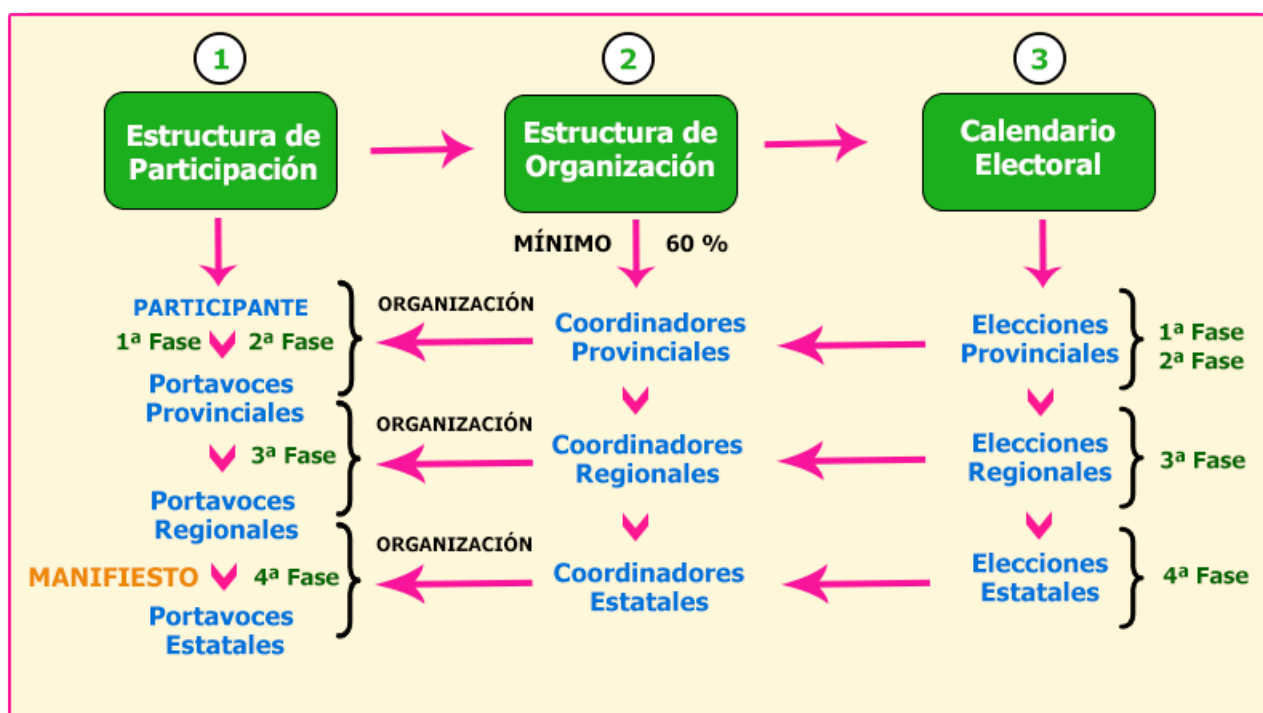 1
Estructura de
Participación
2
Estructura de
Organización
3
Calendario
Electoral
MÍNIMO 60 %
PARTICIPANTE
1ª Fase 2ª Fase
Portavoces
Provinciales
3ª Fase
Portavoces
Regionales
MANIFIESTO 4ª Fase
Portavoces
Estatales
ORGANIZACIÓN
Coordinadores
Provinciales
ORGANIZACIÓN
Coordinadores
Regionales
ORGANIZACIÓN
Coordinadores
Estatales
Elecciones
Provinciales
1ª Fase
2ª Fase
Elecciones
Regionales
3ª Fase
Elecciones
Estatales
4ª Fase